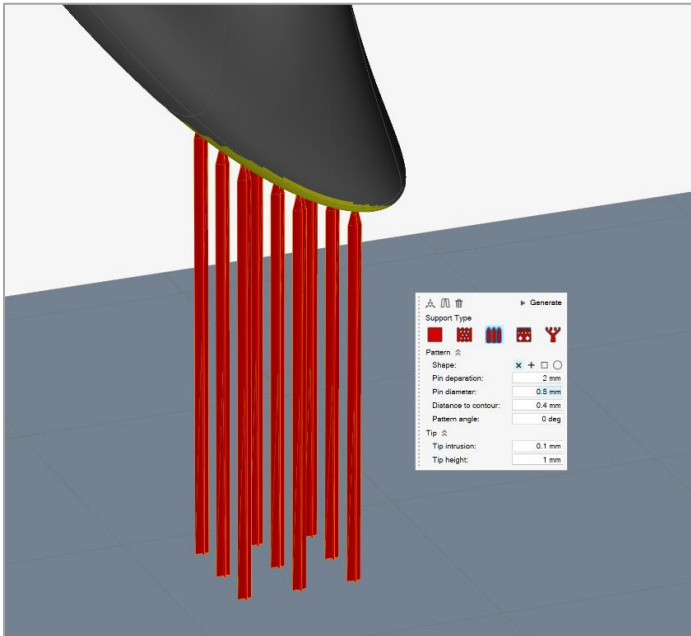 Generate
Support Type
Pattern
Shape:
Pin deparation: 2 mm
Pin diameter: 0.5 mm
Distance to contour: 0.4 mm
Pattern angle: 0 deg
Tip
Tip intrusion: 0.1 mm
Tip height: 1 mm